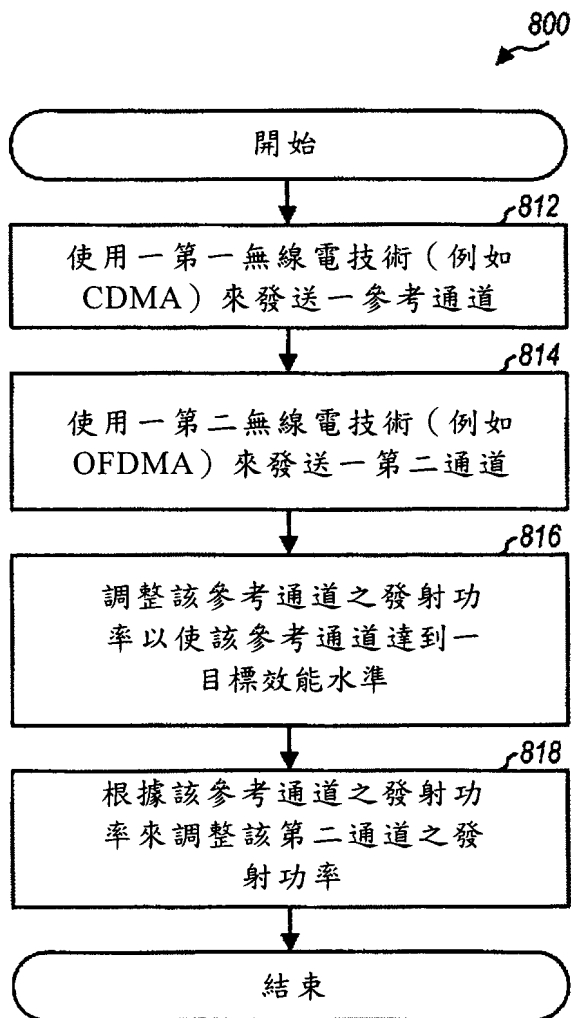 800
開始
812
使用一第一無線電技術(例如
CDMA)來發送一參考通道
814
使用一第二無線電技術(例如
OFDMA)來發送一第二通道
816
調整該參考通道之發射功
率以使該參考通道達到一
目標效能水準
818
根據該參考通道之發射功
率來調整該第二通道之發
射功率
結束